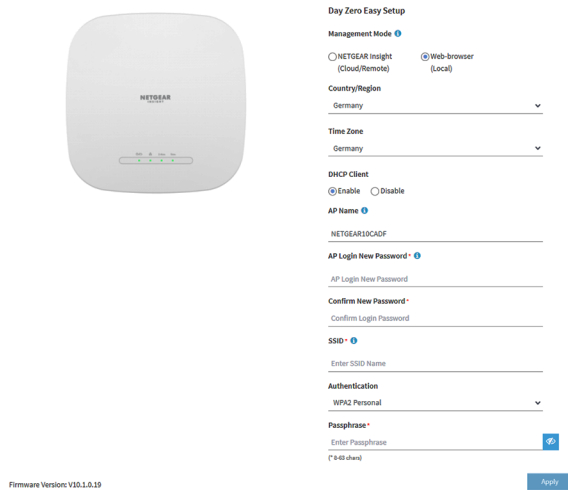 NETGEAR
INSIGHT
Day Zero Easy Setup
Management Mode
NETGEAR Insight
(Cloud/Remote)
Web-browser
(Local)
Country/Region
Germany
Time Zone
Germany
DHCP Client
Enable
Disable
AP Name
NETGEAR10CADF
AP Login New Password*
AP Login New Password
Confirm New Password*
Confirm Login Password
SSID*
Enter SSID Name
Authentication
WPA2 Personal
Passphrase*
Enter Passphrase
(* 8-63 chars)
Firmware Version: V10.1.0.19
Apply